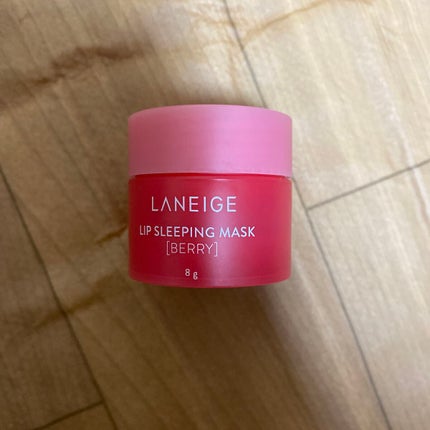 LANEIGE
LIP SLEEPING MASK
[BERRY]
8 g